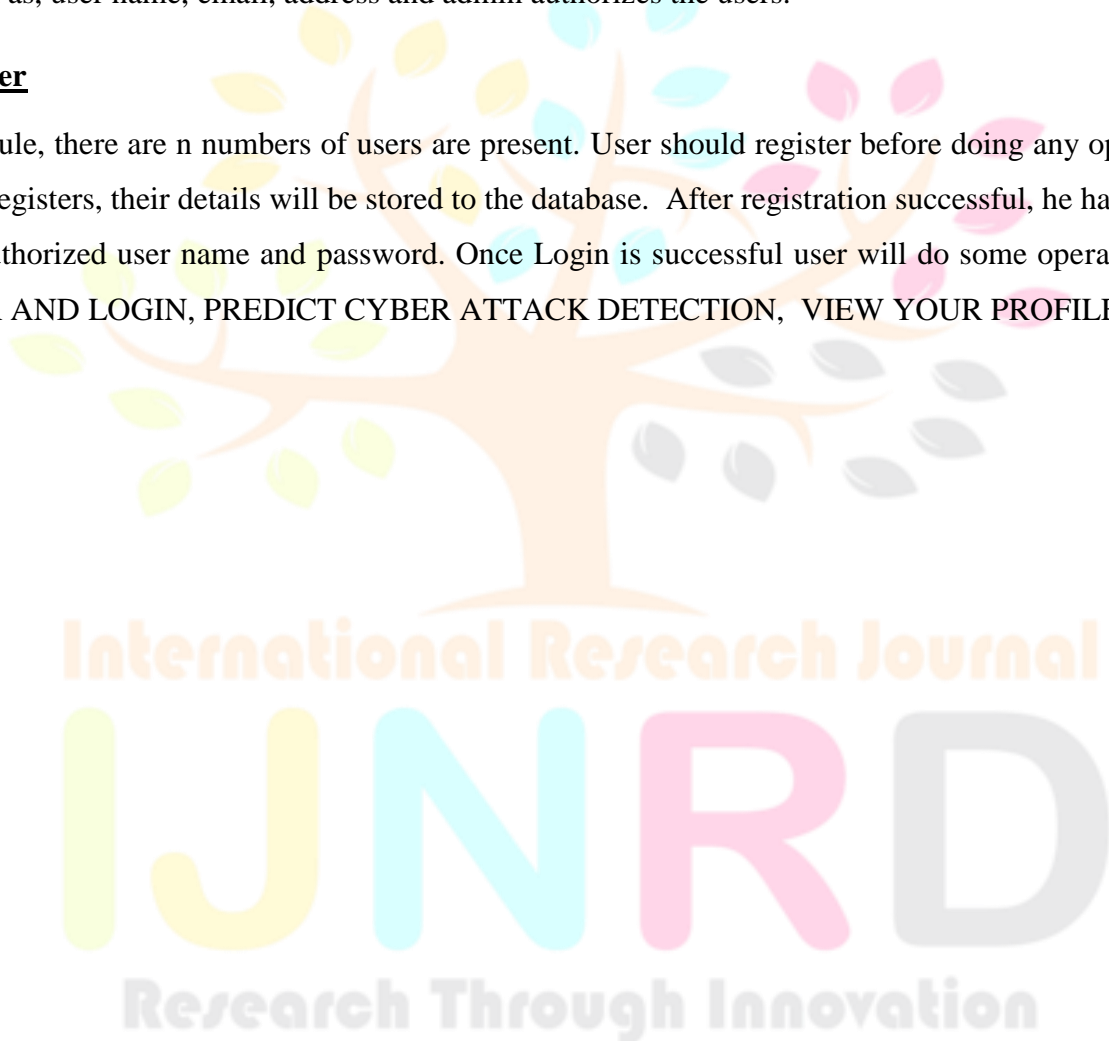 as, user name, email, address and admin authorizes the users.
er
ule, there are n numbers of users are present. User should register before doing any op
egisters, their details will be stored to the database. After registration successful, he ha
uthorized user name and password. Once Login is successful user will do some opera
AND LOGIN, PREDICT CYBER ATTACK DETECTION, VIEW YOUR PROFILE
International Research Journal
IJNRD
Research Through Innovation